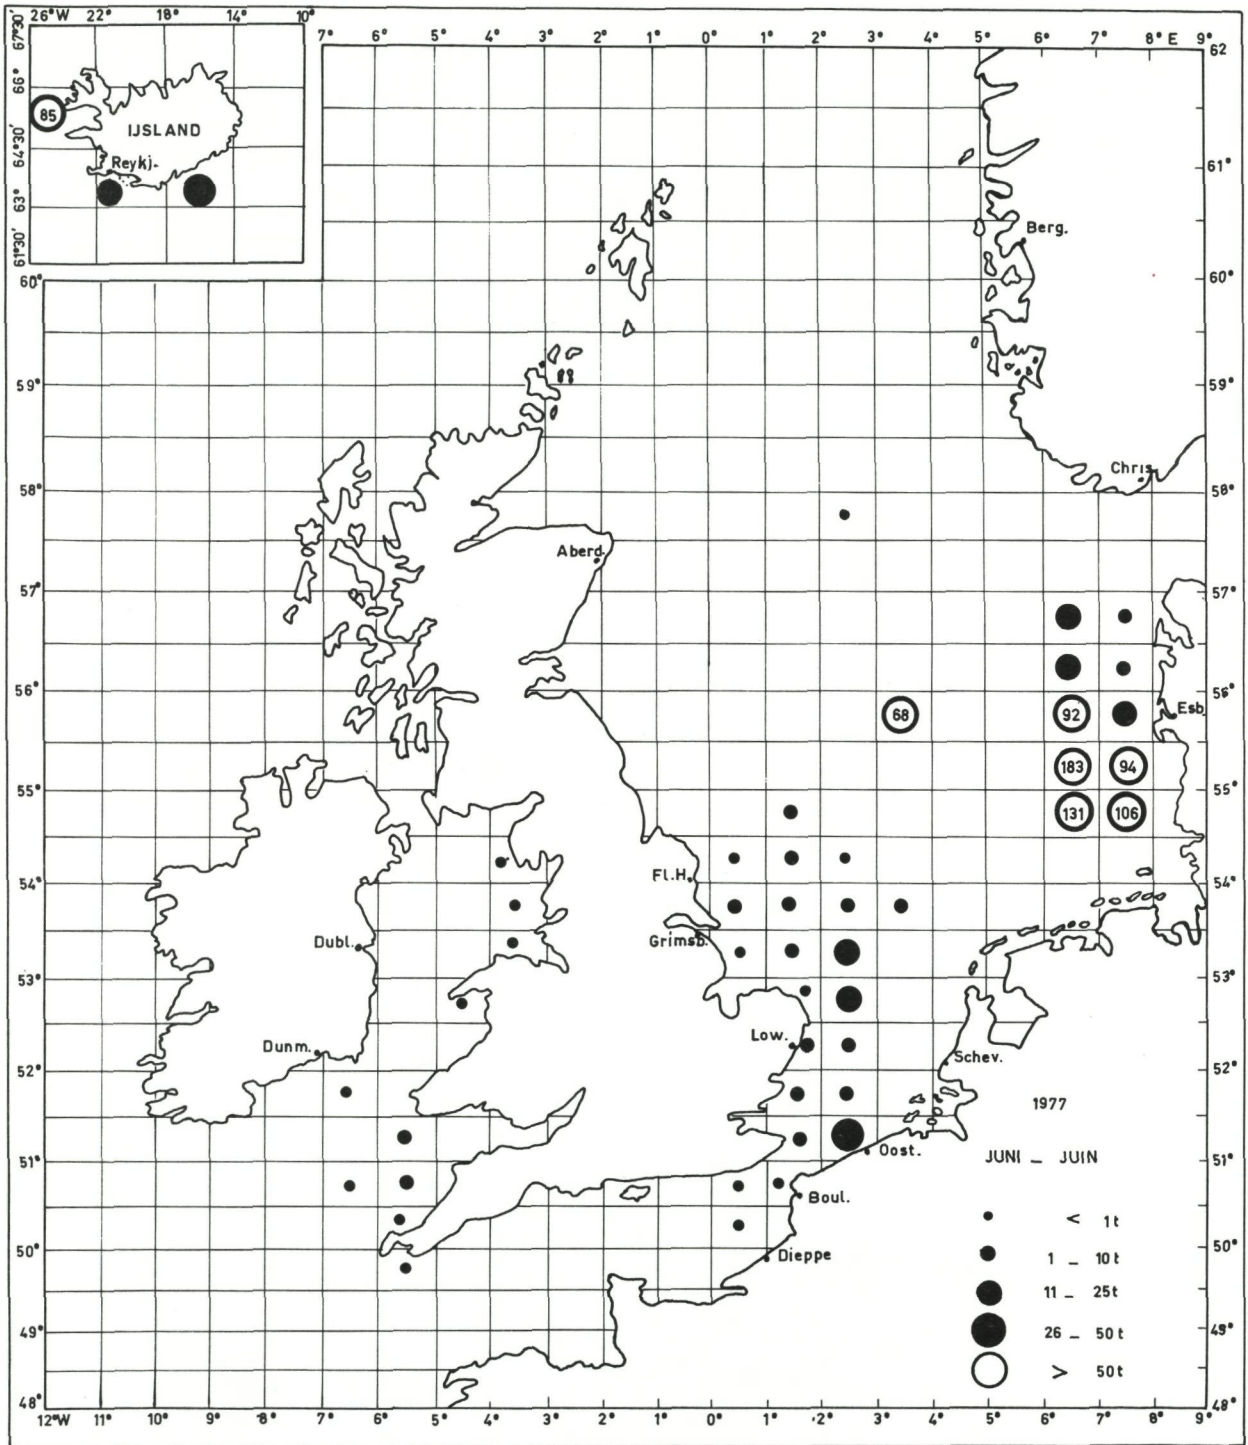 26°W 22° 18° 14° 10°
67°30' 66° 64°30' 63° 61°30'
85
IJSLAND
Reykj.
7° 6° 5° 4° 3° 2° 1° 0° 1° 2° 3° 4° 5° 6° 7° 8° E 9°
62
61°
60° 60°
59° 59°
58° 58°
57° 57°
56° 56°
55° 55°
54° 54°
53° 53°
52° 52°
51° 51°
50° 50°
49° 49°
48° 48°
Berg.
Chris
Aberd.
Esb
68
92
183 94
131 106
Fl.H.
Grimsb.
Dubl.
Dunm.
Low.
Schev.
Oost.
Boul.
Dieppe
1977
JUNI _ JUIN
< 1t
1 _ 10t
11 _ 25t
26 _ 50t
> 50t
12°W 11° 10° 9° 8° 7° 6° 5° 4° 3° 2° 1° 0° 1° 2° 3° 4° 5° 6° 7° 8° 9°